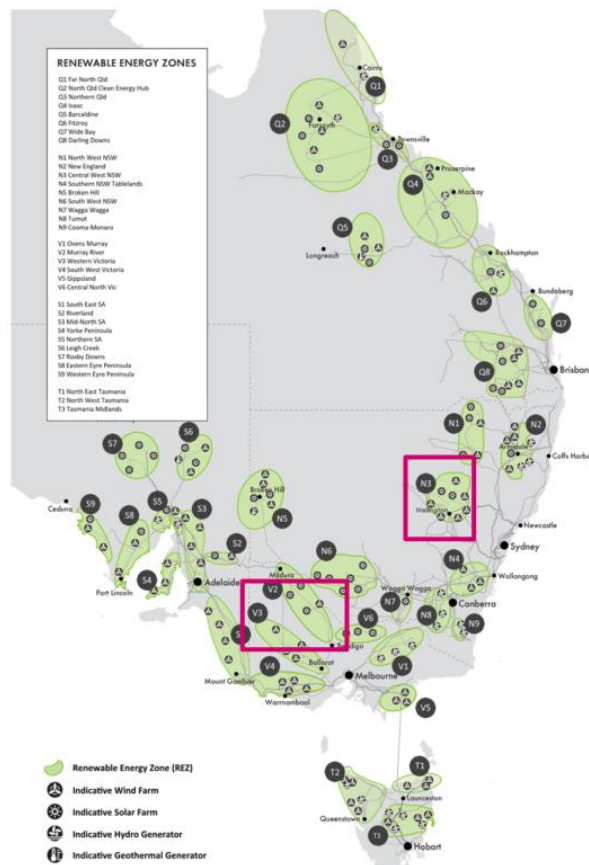 RENEWABLE ENERGY ZONES
Q1 Far North Qld
Q2 North Qld Clean Energy Hub
Q3 Northern Qld
Q4 Isaac
Q5 Barcaldine
Q6 Fitzroy
Q7 Wide Bay
Q8 Darling Downs
N1 North West NSW
N2 New England
N3 Central West NSW
N4 Southern NSW Tablelands
N5 Broken Hill
N6 South West NSW
N7 Wagga Wagga
N8 Tumut
N9 Cooma-Monaro
V1 Ovens Murray
V2 Murray River
V3 Western Victoria
V4 South West Victoria
V5 Gippsland
V6 Central North Vic
S1 South East SA
S2 Riverland
S3 Mid-North SA
S4 Yorke Peninsula
S5 Northern SA
S6 Leigh Creek
S7 Roxby Downs
S8 Eastern Eyre Peninsula
S9 Western Eyre Peninsula
T1 North East Tasmania
T2 North West Tasmania
T3 Tasmania Midlands
Cairns
Q1
Q2
Forsyth
Townsville
Q3
Proserpine
Q4
Mackay
Q5
Longreach
Rockhampton
Q6
Bundaberg
Q7
Q8
Brisban
N1
N2
Armidale
Coffs Harbo
S7
S6
N3
Broken Hill
Wellington
N5
Newcastle
Ceduna
S9
S5
S3
S8
Sydney
S2
N6
N4
Mildura
Wollongong
Port Lincoln
S4
Adelaide
V2
Wagga Wagga
N7
Canberra
V3
N8
V6
N9
Bendigo
V1
Mount Gambier
V4
Ballarat
Melbourne
Warrnambool
V5
T2
T1
Launceston
Queenstown
T3
Hobart
Renewable Energy Zone (REZ)
Indicative Wind Farm
Indicative Solar Farm
Indicative Hydro Generator
Indicative Geothermal Generator